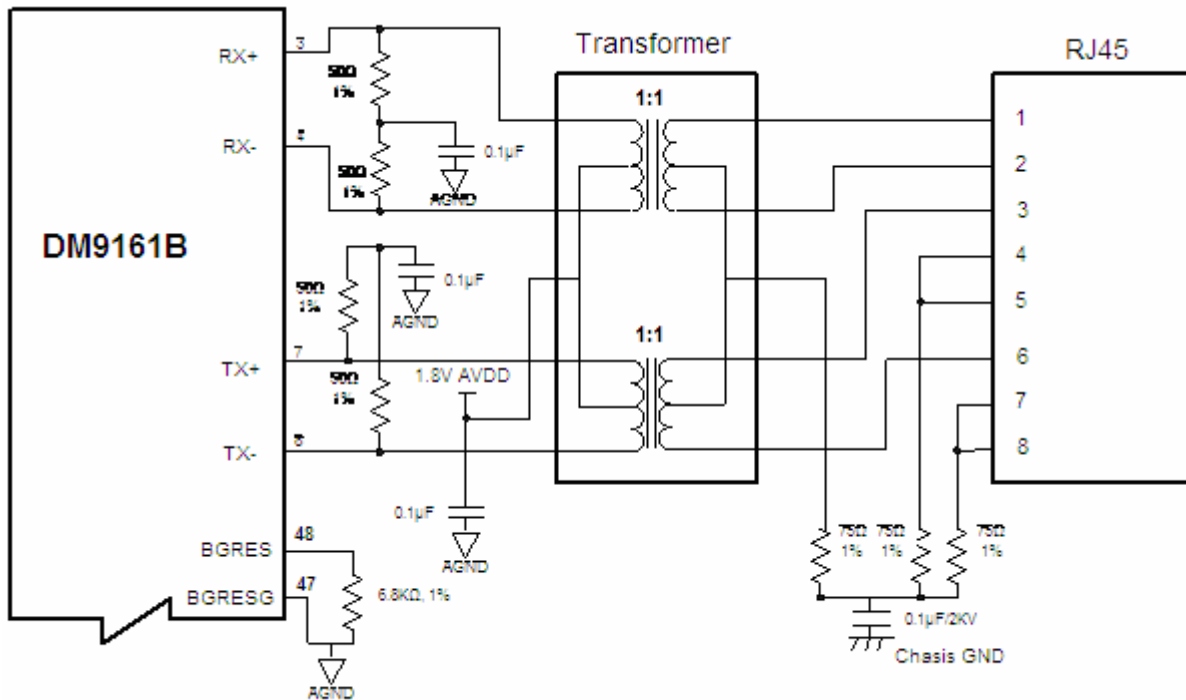 Transformer
RJ45
RX+
3
50Ω
1%
1:1
1
RX-
0.1µF
2
50Ω
1%
AGND
3
DM9161B
4
50Ω
1%
0.1µF
5
AGND
1:1
TX+
7
50Ω
1%
1.8V AVDD
6
7
TX-
8
8
0.1µF
AGND
75Ω
1%
75Ω
1%
75Ω
1%
BGRES
48
BGRESG
47
6.8KΩ, 1%
0.1µF/2KV
Chasis GND
AGND